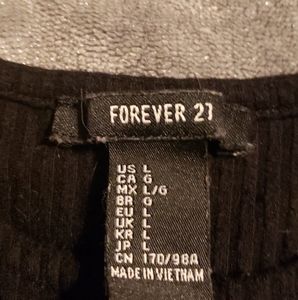 FOREVER 21
US L
CA G
MX L/G
BR G
EU L
UK L
KR L
JP L
CN 170/98A
MADE IN VIETNAM